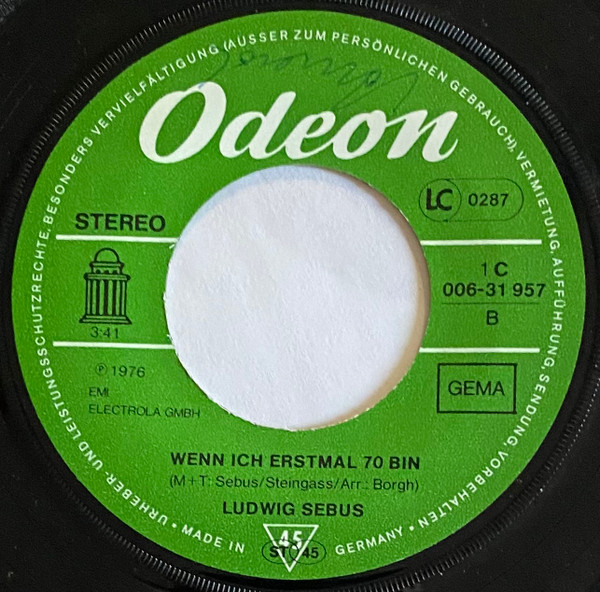 URHEBER UND LEISTUNGSSCHUTZRECHTE, BESONDERS VERVIELFÄLTIGUNG (AUSSER ZUM PERSÖNLICHEN GEBRAUCH), VERMIETUNG, AUFFÜHRUNG, SENDUNG, VORBEHALTEN •
Odeon
LC 0287
STEREO
1 C
006-31 957
B
3:41
℗ 1976
EMI
ELECTROLA GMBH
GEMA
WENN ICH ERSTMAL 70 BIN
(M+T: Sebus/Steingass/Arr.: Borgh)
LUDWIG SEBUS
• MADE IN GERMANY •
45
ST 45